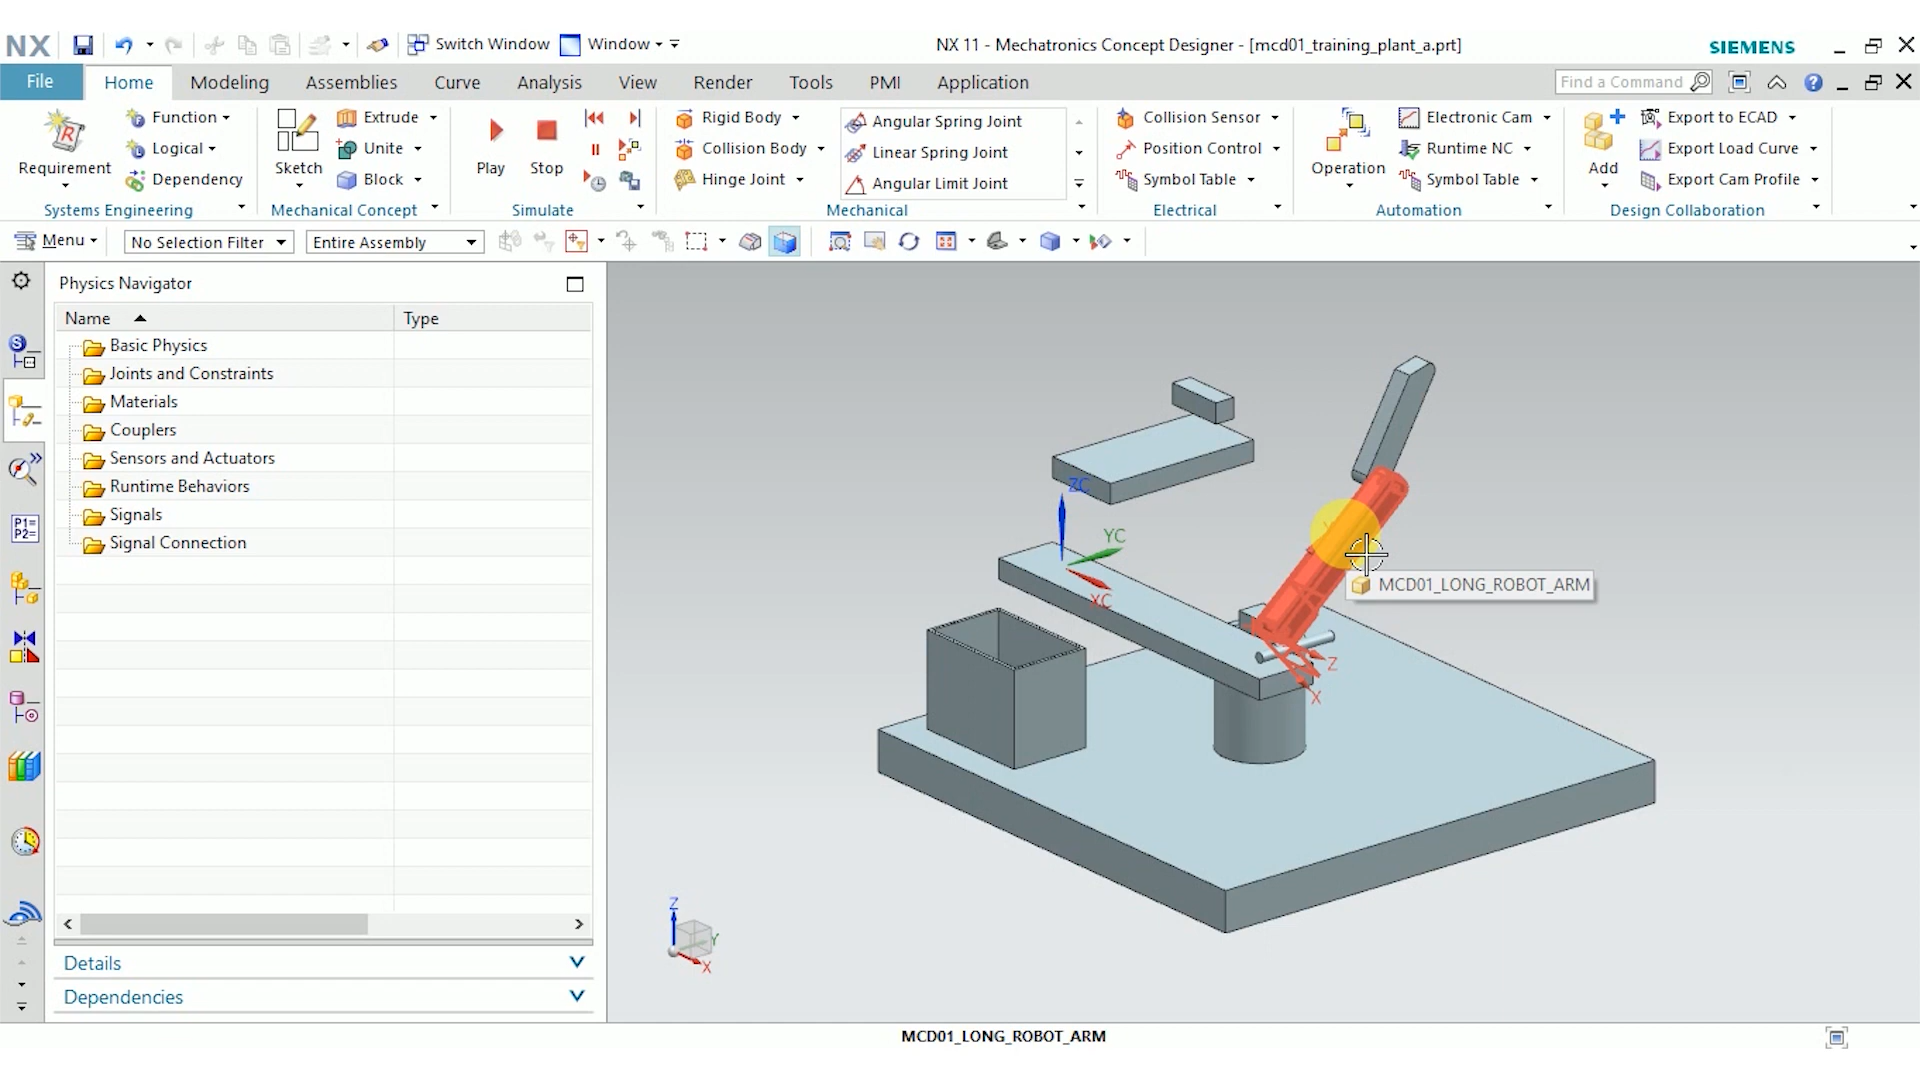 NX Switch Window Window NX 11 - Mechatronics Concept Designer - [mcd01_training_plant_a.prt] SIEMENS
File Home Modeling Assemblies Curve Analysis View Render Tools PMI Application Find a Command
Requirement Function Logical Dependency
Systems Engineering
Sketch Extrude Unite Block
Mechanical Concept
Play Stop
Simulate
Rigid Body Collision Body Hinge Joint
Angular Spring Joint
Linear Spring Joint
Angular Limit Joint
Mechanical
Collision Sensor
Position Control
Symbol Table
Electrical
Operation
Electronic Cam
Runtime NC
Symbol Table
Automation
Add
Export to ECAD
Export Load Curve
Export Cam Profile
Design Collaboration
Menu No Selection Filter Entire Assembly
Physics Navigator
Name Type
Basic Physics
Joints and Constraints
Materials
Couplers
Sensors and Actuators
Runtime Behaviors
Signals
Signal Connection
P1=
P2=
Details
Dependencies
ZC
YC
XC
MCD01_LONG_ROBOT_ARM
Z
X
Z
Y
X
MCD01_LONG_ROBOT_ARM